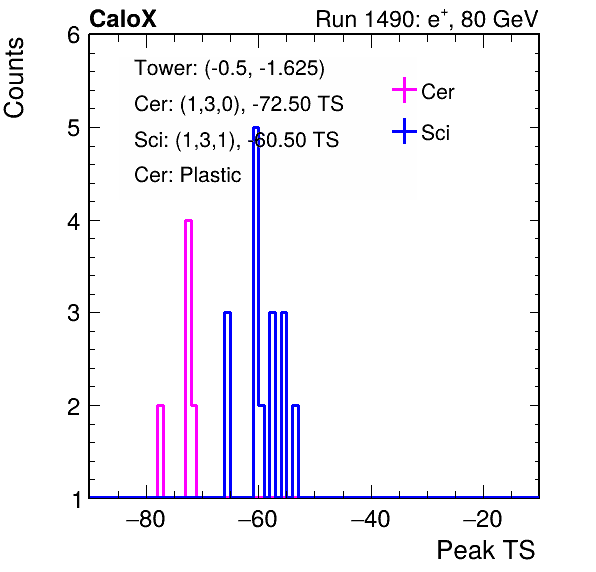 CaloX Run 1490: e+, 80 GeV
Counts
6
Tower: (-0.5, -1.625)
Cer: (1,3,0), -72.50 TS
Sci: (1,3,1), -60.50 TS
Cer: Plastic
Cer
Sci
5
4
3
2
1
−80 −60 −40 −20
Peak TS